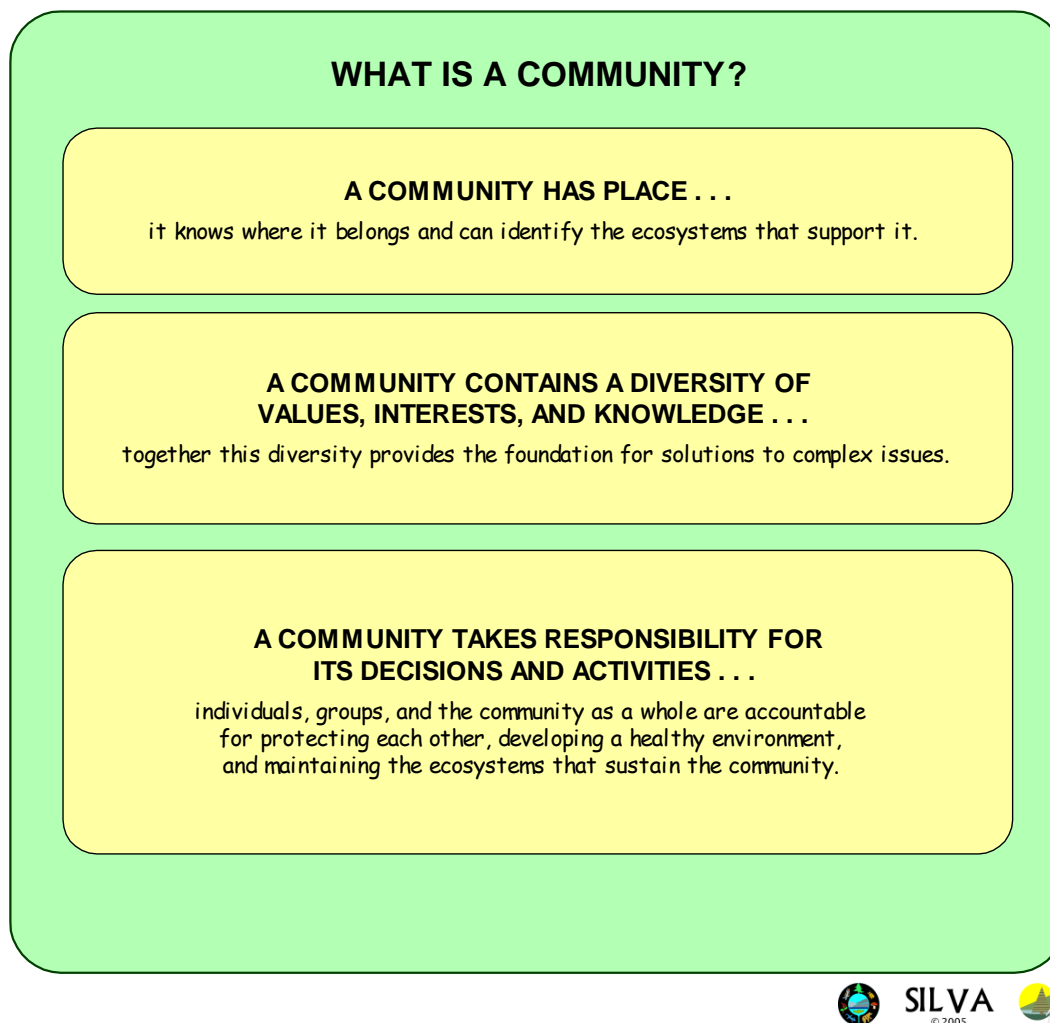 WHAT IS A COMMUNITY?
A COMMUNITY HAS PLACE . . .
it knows where it belongs and can identify the ecosystems that support it.
A COMMUNITY CONTAINS A DIVERSITY OF
VALUES, INTERESTS, AND KNOWLEDGE . . .
together this diversity provides the foundation for solutions to complex issues.
A COMMUNITY TAKES RESPONSIBILITY FOR
ITS DECISIONS AND ACTIVITIES . . .
individuals, groups, and the community as a whole are accountable
for protecting each other, developing a healthy environment,
and maintaining the ecosystems that sustain the community.
SILVA
© 2005